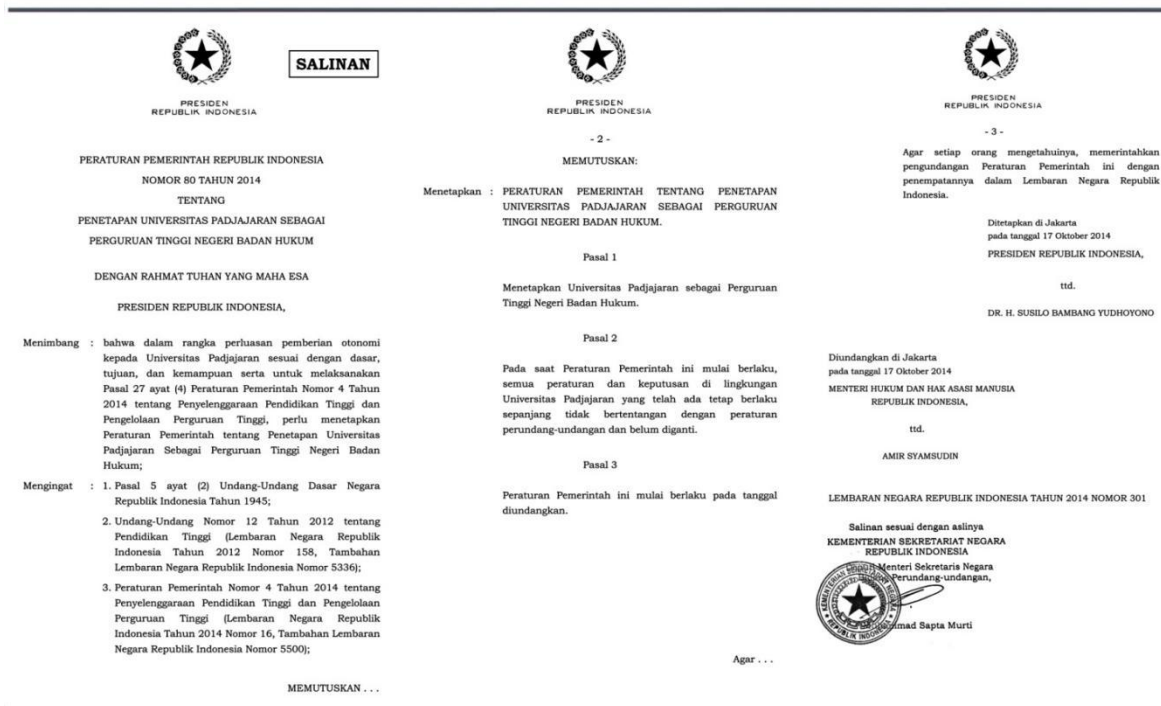 SALINAN
PRESIDEN
REPUBLIK INDONESIA
PERATURAN PEMERINTAH REPUBLIK INDONESIA
NOMOR 80 TAHUN 2014
TENTANG
PENETAPAN UNIVERSITAS PADJAJARAN SEBAGAI
PERGURUAN TINGGI NEGERI BADAN HUKUM
DENGAN RAHMAT TUHAN YANG MAHA ESA
PRESIDEN REPUBLIK INDONESIA,
Menimbang : bahwa dalam rangka perluasan pemberian otonomi
kepada Universitas Padjajaran sesuai dengan dasar,
tujuan, dan kemampuan serta untuk melaksanakan
Pasal 27 ayat (4) Peraturan Pemerintah Nomor 4 Tahun
2014 tentang Penyelenggaraan Pendidikan Tinggi dan
Pengelolaan Perguruan Tinggi, perlu menetapkan
Peraturan Pemerintah tentang Penetapan Universitas
Padjajaran Sebagai Perguruan Tinggi Negeri Badan
Hukum;
Mengingat : 1. Pasal 5 ayat (2) Undang-Undang Dasar Negara
Republik Indonesia Tahun 1945;
2. Undang-Undang Nomor 12 Tahun 2012 tentang
Pendidikan Tinggi (Lembaran Negara Republik
Indonesia Tahun 2012 Nomor 158, Tambahan
Lembaran Negara Republik Indonesia Nomor 5336);
3. Peraturan Pemerintah Nomor 4 Tahun 2014 tentang
Penyelenggaraan Pendidikan Tinggi dan Pengelolaan
Perguruan Tinggi (Lembaran Negara Republik
Indonesia Tahun 2014 Nomor 16, Tambahan Lembaran
Negara Republik Indonesia Nomor 5500);
MEMUTUSKAN . . .
PRESIDEN
REPUBLIK INDONESIA
- 2 -
MEMUTUSKAN:
Menetapkan : PERATURAN PEMERINTAH TENTANG PENETAPAN
UNIVERSITAS PADJAJARAN SEBAGAI PERGURUAN
TINGGI NEGERI BADAN HUKUM.
Pasal 1
Menetapkan Universitas Padjajaran sebagai Perguruan
Tinggi Negeri Badan Hukum.
Pasal 2
Pada saat Peraturan Pemerintah ini mulai berlaku,
semua peraturan dan keputusan di lingkungan
Universitas Padjajaran yang telah ada tetap berlaku
sepanjang tidak bertentangan dengan peraturan
perundang-undangan dan belum diganti.
Pasal 3
Peraturan Pemerintah ini mulai berlaku pada tanggal
diundangkan.
Agar . . .
PRESIDEN
REPUBLIK INDONESIA
- 3 -
Agar setiap orang mengetahuinya, memerintahkan
pengundangan Peraturan Pemerintah ini dengan
penempatannya dalam Lembaran Negara Republik
Indonesia.
Ditetapkan di Jakarta
pada tanggal 17 Oktober 2014
PRESIDEN REPUBLIK INDONESIA,
ttd.
DR. H. SUSILO BAMBANG YUDHOYONO
Diundangkan di Jakarta
pada tanggal 17 Oktober 2014
MENTERI HUKUM DAN HAK ASASI MANUSIA
REPUBLIK INDONESIA,
ttd.
AMIR SYAMSUDIN
LEMBARAN NEGARA REPUBLIK INDONESIA TAHUN 2014 NOMOR 301
Salinan sesuai dengan aslinya
KEMENTERIAN SEKRETARIAT NEGARA
REPUBLIK INDONESIA
Menteri Sekretaris Negara
Perundang-undangan,
Sapta Murti